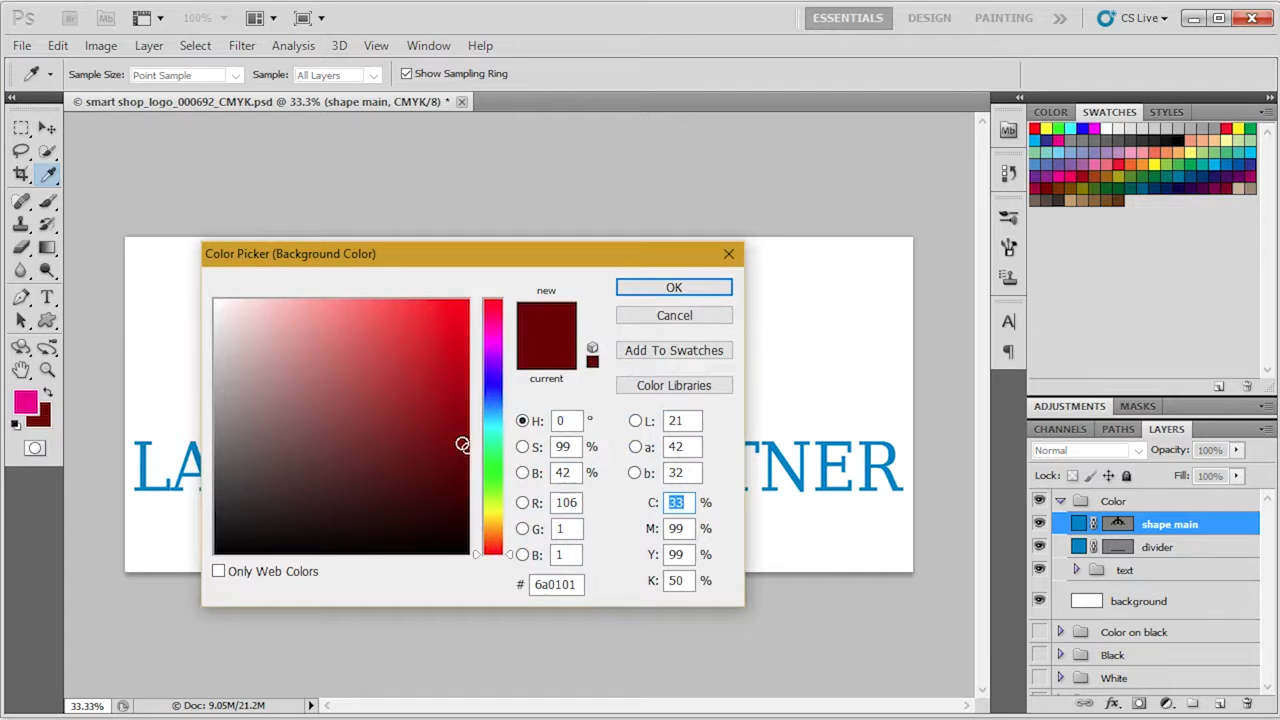 Ps Br Mb 100% ESSENTIALS DESIGN PAINTING CS Live
File Edit Image Layer Select Filter Analysis 3D View Window Help
Sample Size: Point Sample Sample: All Layers Show Sampling Ring
© smart shop_logo_000692_CMYK.psd @ 33.3% (shape main, CMYK/8) *
COLOR SWATCHES STYLES
Mb
Color Picker (Background Color)
new
OK
Cancel
Add To Swatches
current
Color Libraries
H: 0 °
L: 21
S: 99 %
a: 42
B: 42 %
b: 32
R: 106
C: 33 %
G: 1
M: 99 %
B: 1
Y: 99 %
# 6a0101
K: 50 %
Only Web Colors
LA
TNER
ADJUSTMENTS MASKS
CHANNELS PATHS LAYERS
Normal Opacity: 100%
Lock: Fill: 100%
Color
shape main
divider
text
background
Color on black
Black
White
33.33% © Doc: 9.05M/21.2M